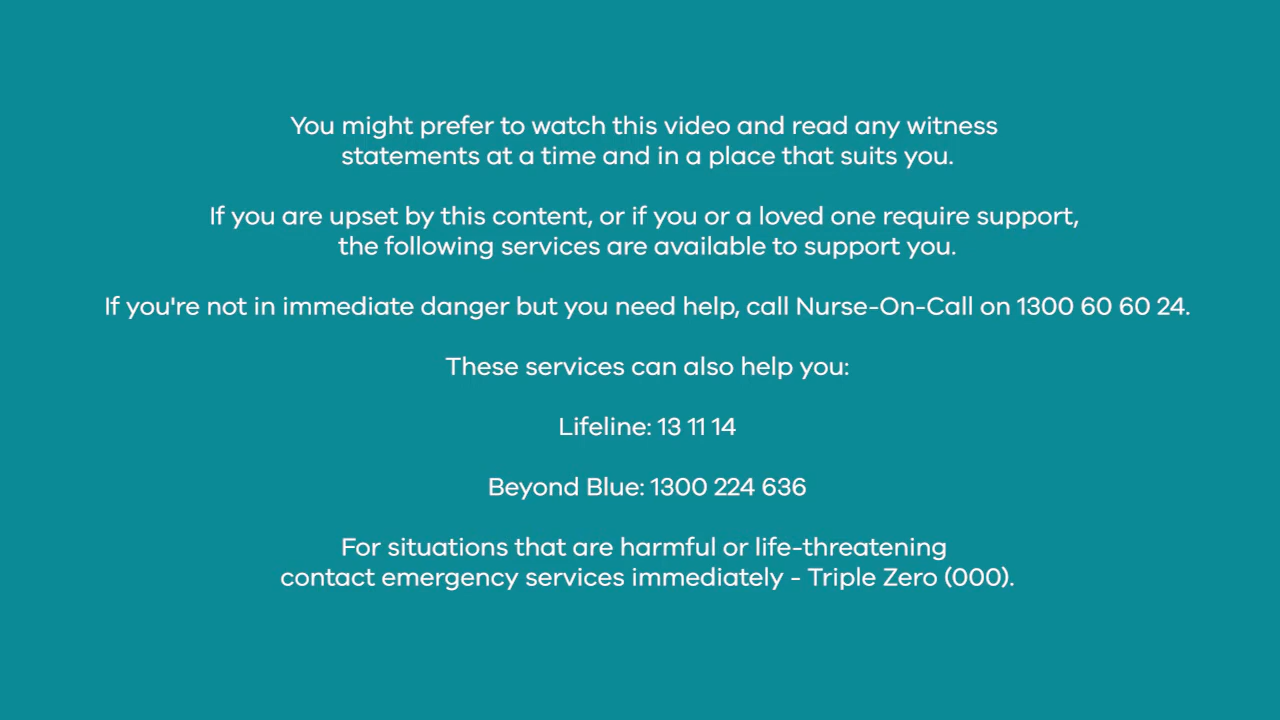 You might prefer to watch this video and read any witness
statements at a time and in a place that suits you.
If you are upset by this content, or if you or a loved one require support,
the following services are available to support you.
If you're not in immediate danger but you need help, call Nurse-On-Call on 1300 60 60 24.
These services can also help you:
Lifeline: 13 11 14
Beyond Blue: 1300 224 636
For situations that are harmful or life-threatening
contact emergency services immediately - Triple Zero (000).